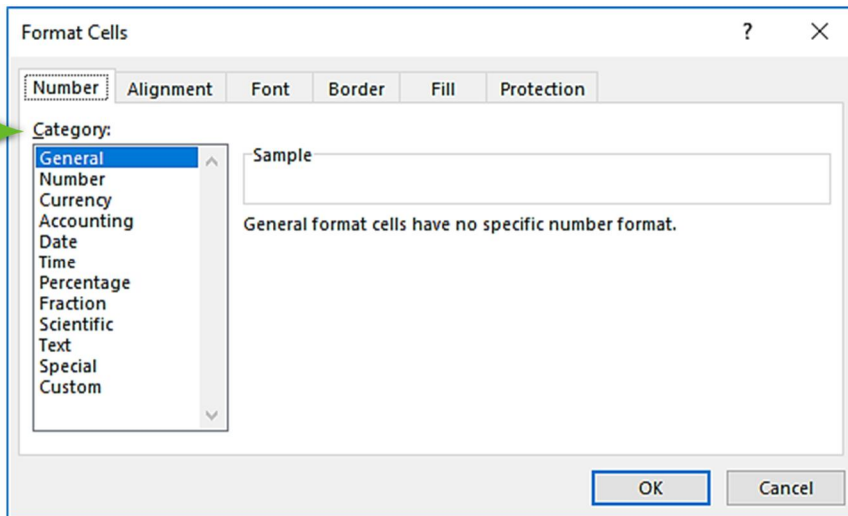 Format Cells ? ×
Number Alignment Font Border Fill Protection
Category:
General
Number
Currency
Accounting
Date
Time
Percentage
Fraction
Scientific
Text
Special
Custom
Sample
General format cells have no specific number format.
OK Cancel